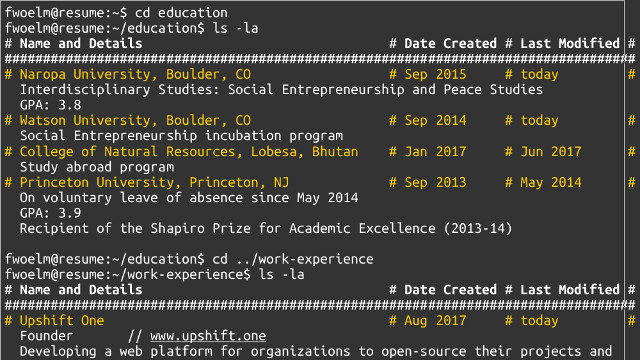 fwoelm@resume:~$ cd education
fwoelm@resume:~/education$ ls -la
# Name and Details # Date Created # Last Modified #
##################################################################################
# Naropa University, Boulder, CO # Sep 2015 # today #
Interdisciplinary Studies: Social Entrepreneurship and Peace Studies
GPA: 3.8
# Watson University, Boulder, CO # Sep 2014 # today #
Social Entrepreneurship incubation program
# College of Natural Resources, Lobesa, Bhutan # Jan 2017 # Jun 2017 #
Study abroad program
# Princeton University, Princeton, NJ # Sep 2013 # May 2014 #
On voluntary leave of absence since May 2014
GPA: 3.9
Recipient of the Shapiro Prize for Academic Excellence (2013-14)
fwoelm@resume:~/education$ cd ../work-experience
fwoelm@resume:~/work-experience$ ls -la
# Name and Details # Date Created # Last Modified #
##################################################################################
# Upshift One # Aug 2017 # today #
Founder // www.upshift.one
Developing a web platform for organizations to open-source their projects and